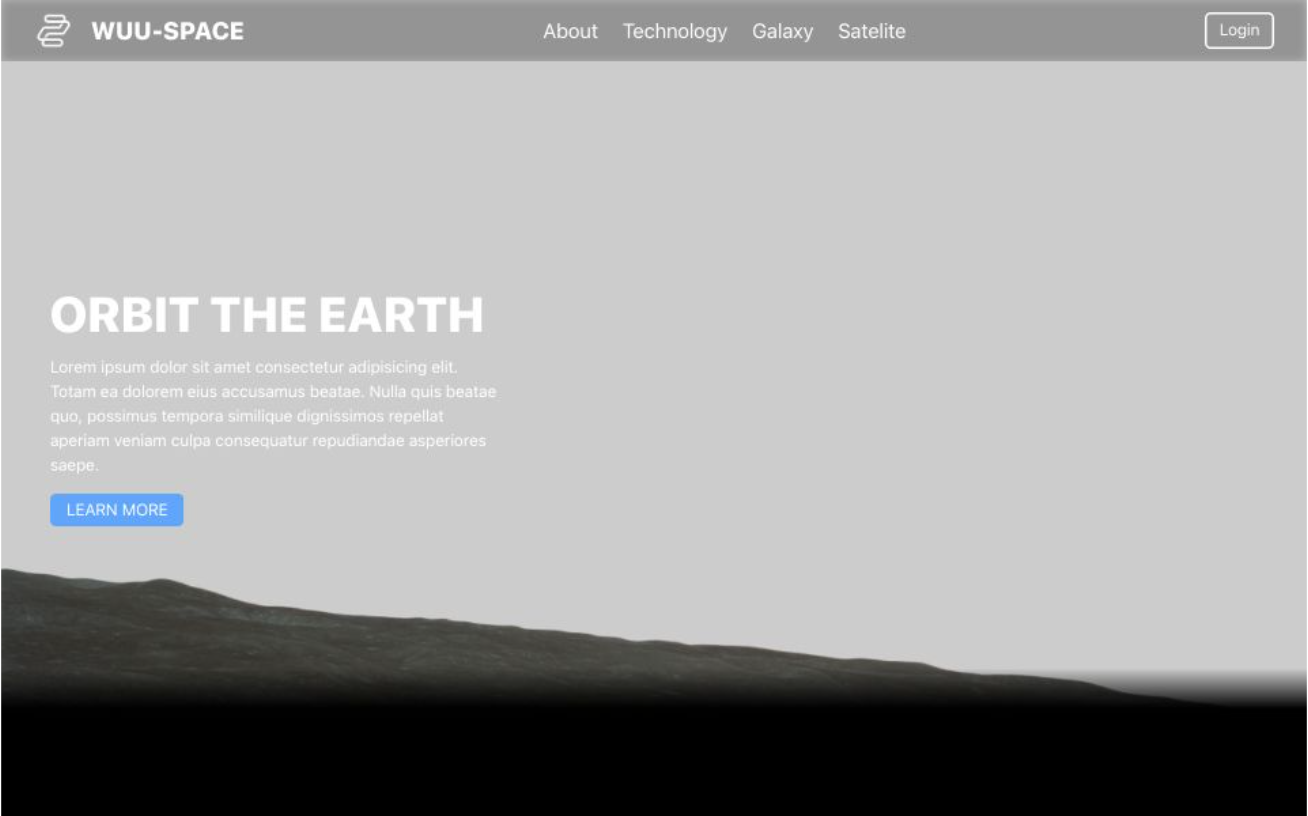 WUU-SPACE
About Technology Galaxy Satelite
Login
ORBIT THE EARTH
Lorem ipsum dolor sit amet consectetur adipisicing elit.
Totam ea dolorem eius accusamus beatae. Nulla quis beatae
quo, possimus tempora similique dignissimos repellat
aperiam veniam culpa consequatur repudiandae asperiores
saepe.
LEARN MORE